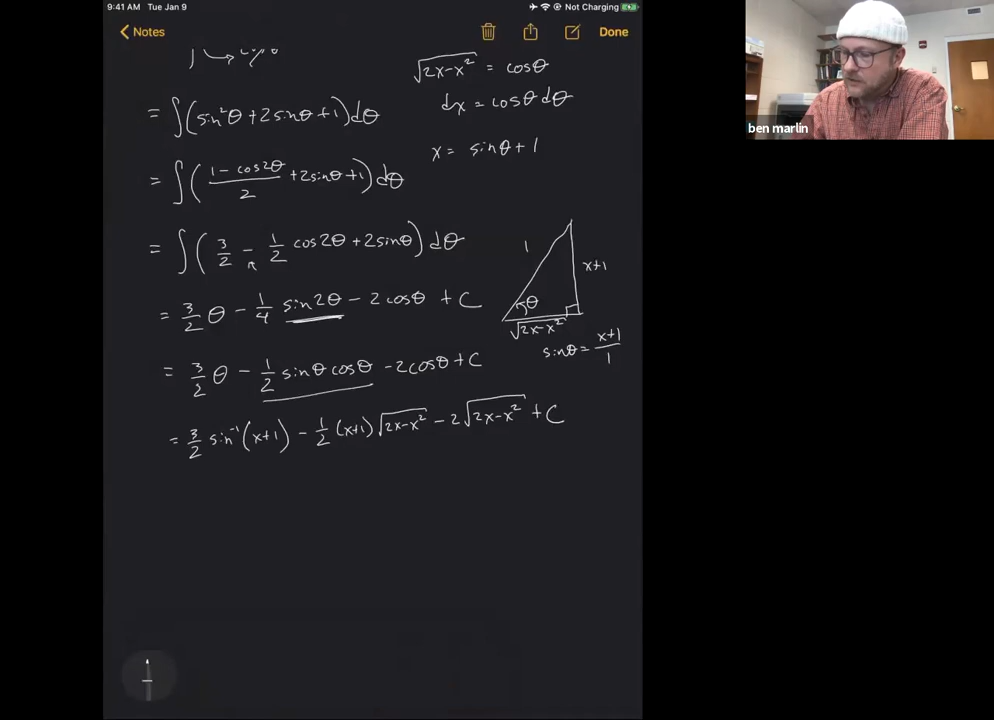 9:41 AM Tue Jan 9
Not Charging
Notes
Done
√(2x-x²) = cosθ
dx = cosθ dθ
x = sinθ + 1
= ∫(sin²θ + 2sinθ + 1)dθ
= ∫((1 - cos2θ)/2 + 2sinθ + 1)dθ
= ∫(3/2 - 1/2 cos2θ + 2sinθ)dθ
= 3/2 θ - 1/4 sin2θ - 2cosθ + C
= 3/2 θ - 1/2 sinθ cosθ - 2cosθ + C
= 3/2 sin⁻¹(x+1) - 1/2 (x+1)√(2x-x²) - 2√(2x-x²) + C
1
x+1
θ
√(2x-x²)
sinθ = (x+1)/1
ben marlin